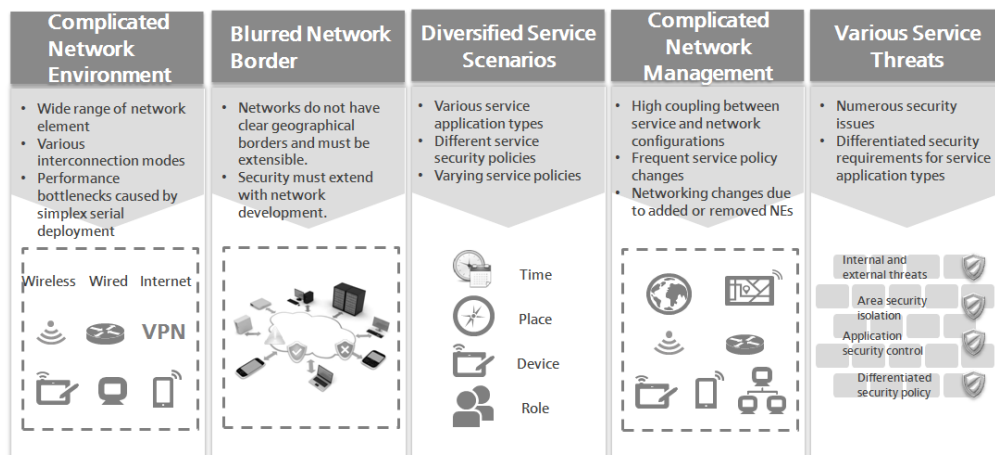 Complicated
Network
Environment
• Wide range of network
element
• Various
interconnection modes
• Performance
bottlenecks caused by
simplex serial
deployment
Wireless Wired Internet
VPN
Blurred Network
Border
• Networks do not have
clear geographical
borders and must be
extensible.
• Security must extend
with network
development.
Diversified Service
Scenarios
• Various service
application types
• Different service
security policies
• Varying service policies
Time
Place
Device
Role
Complicated
Network
Management
• High coupling between
service and network
configurations
• Frequent service policy
changes
• Networking changes due
to added or removed NEs
Various Service
Threats
• Numerous security
issues
• Differentiated security
requirements for service
application types
Internal and
external threats
Area security
isolation
Application
security control
Differentiated
security policy